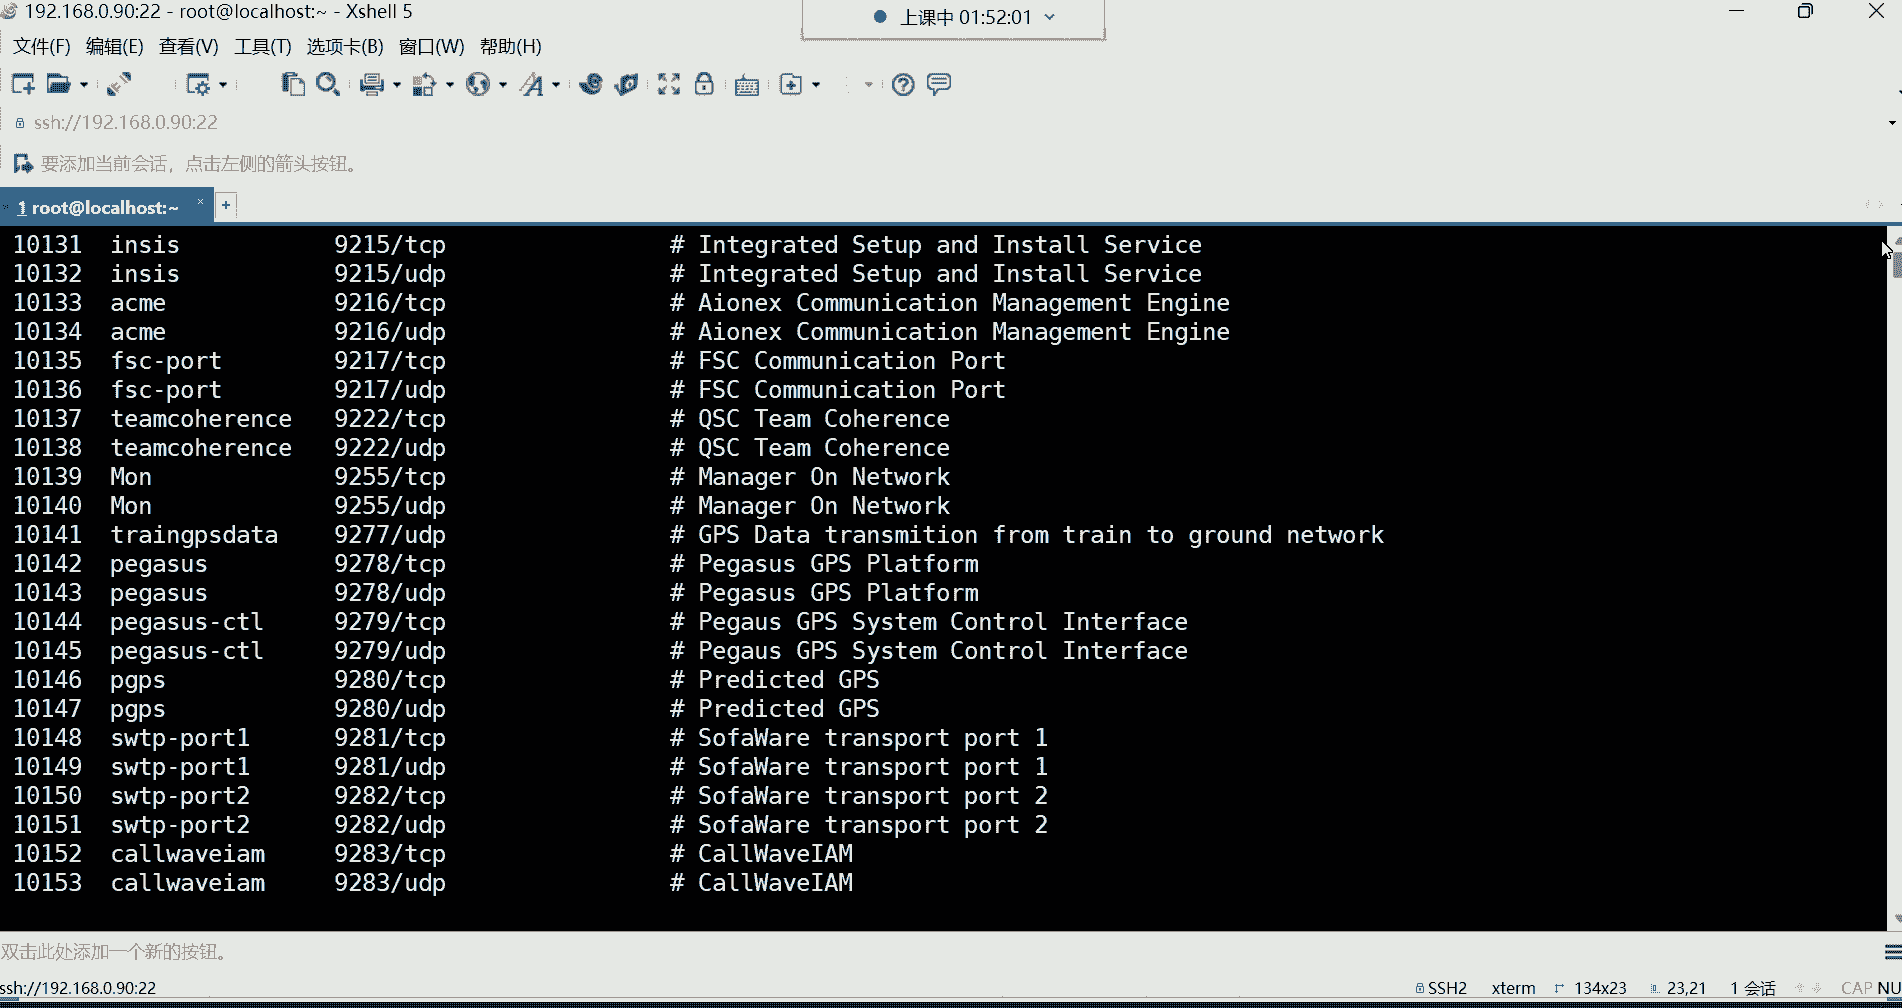 192.168.0.90:22 - root@localhost:~ - Xshell 5
上课中 01:52:01
文件(F) 编辑(E) 查看(V) 工具(T) 选项卡(B) 窗口(W) 帮助(H)
ssh://192.168.0.90:22
要添加当前会话，点击左侧的箭头按钮。
1 root@localhost:~ × +
10131 insis 9215/tcp # Integrated Setup and Install Service
10132 insis 9215/udp # Integrated Setup and Install Service
10133 acme 9216/tcp # Aionex Communication Management Engine
10134 acme 9216/udp # Aionex Communication Management Engine
10135 fsc-port 9217/tcp # FSC Communication Port
10136 fsc-port 9217/udp # FSC Communication Port
10137 teamcoherence 9222/tcp # QSC Team Coherence
10138 teamcoherence 9222/udp # QSC Team Coherence
10139 Mon 9255/tcp # Manager On Network
10140 Mon 9255/udp # Manager On Network
10141 traingpsdata 9277/udp # GPS Data transmition from train to ground network
10142 pegasus 9278/tcp # Pegasus GPS Platform
10143 pegasus 9278/udp # Pegasus GPS Platform
10144 pegasus-ctl 9279/tcp # Pegaus GPS System Control Interface
10145 pegasus-ctl 9279/udp # Pegaus GPS System Control Interface
10146 pgps 9280/tcp # Predicted GPS
10147 pgps 9280/udp # Predicted GPS
10148 swtp-port1 9281/tcp # SofaWare transport port 1
10149 swtp-port1 9281/udp # SofaWare transport port 1
10150 swtp-port2 9282/tcp # SofaWare transport port 2
10151 swtp-port2 9282/udp # SofaWare transport port 2
10152 callwaveiam 9283/tcp # CallWaveIAM
10153 callwaveiam 9283/udp # CallWaveIAM
双击此处添加一个新的按钮。
ssh://192.168.0.90:22 SSH2 xterm 134x23 23,21 1 会话 CAP NU